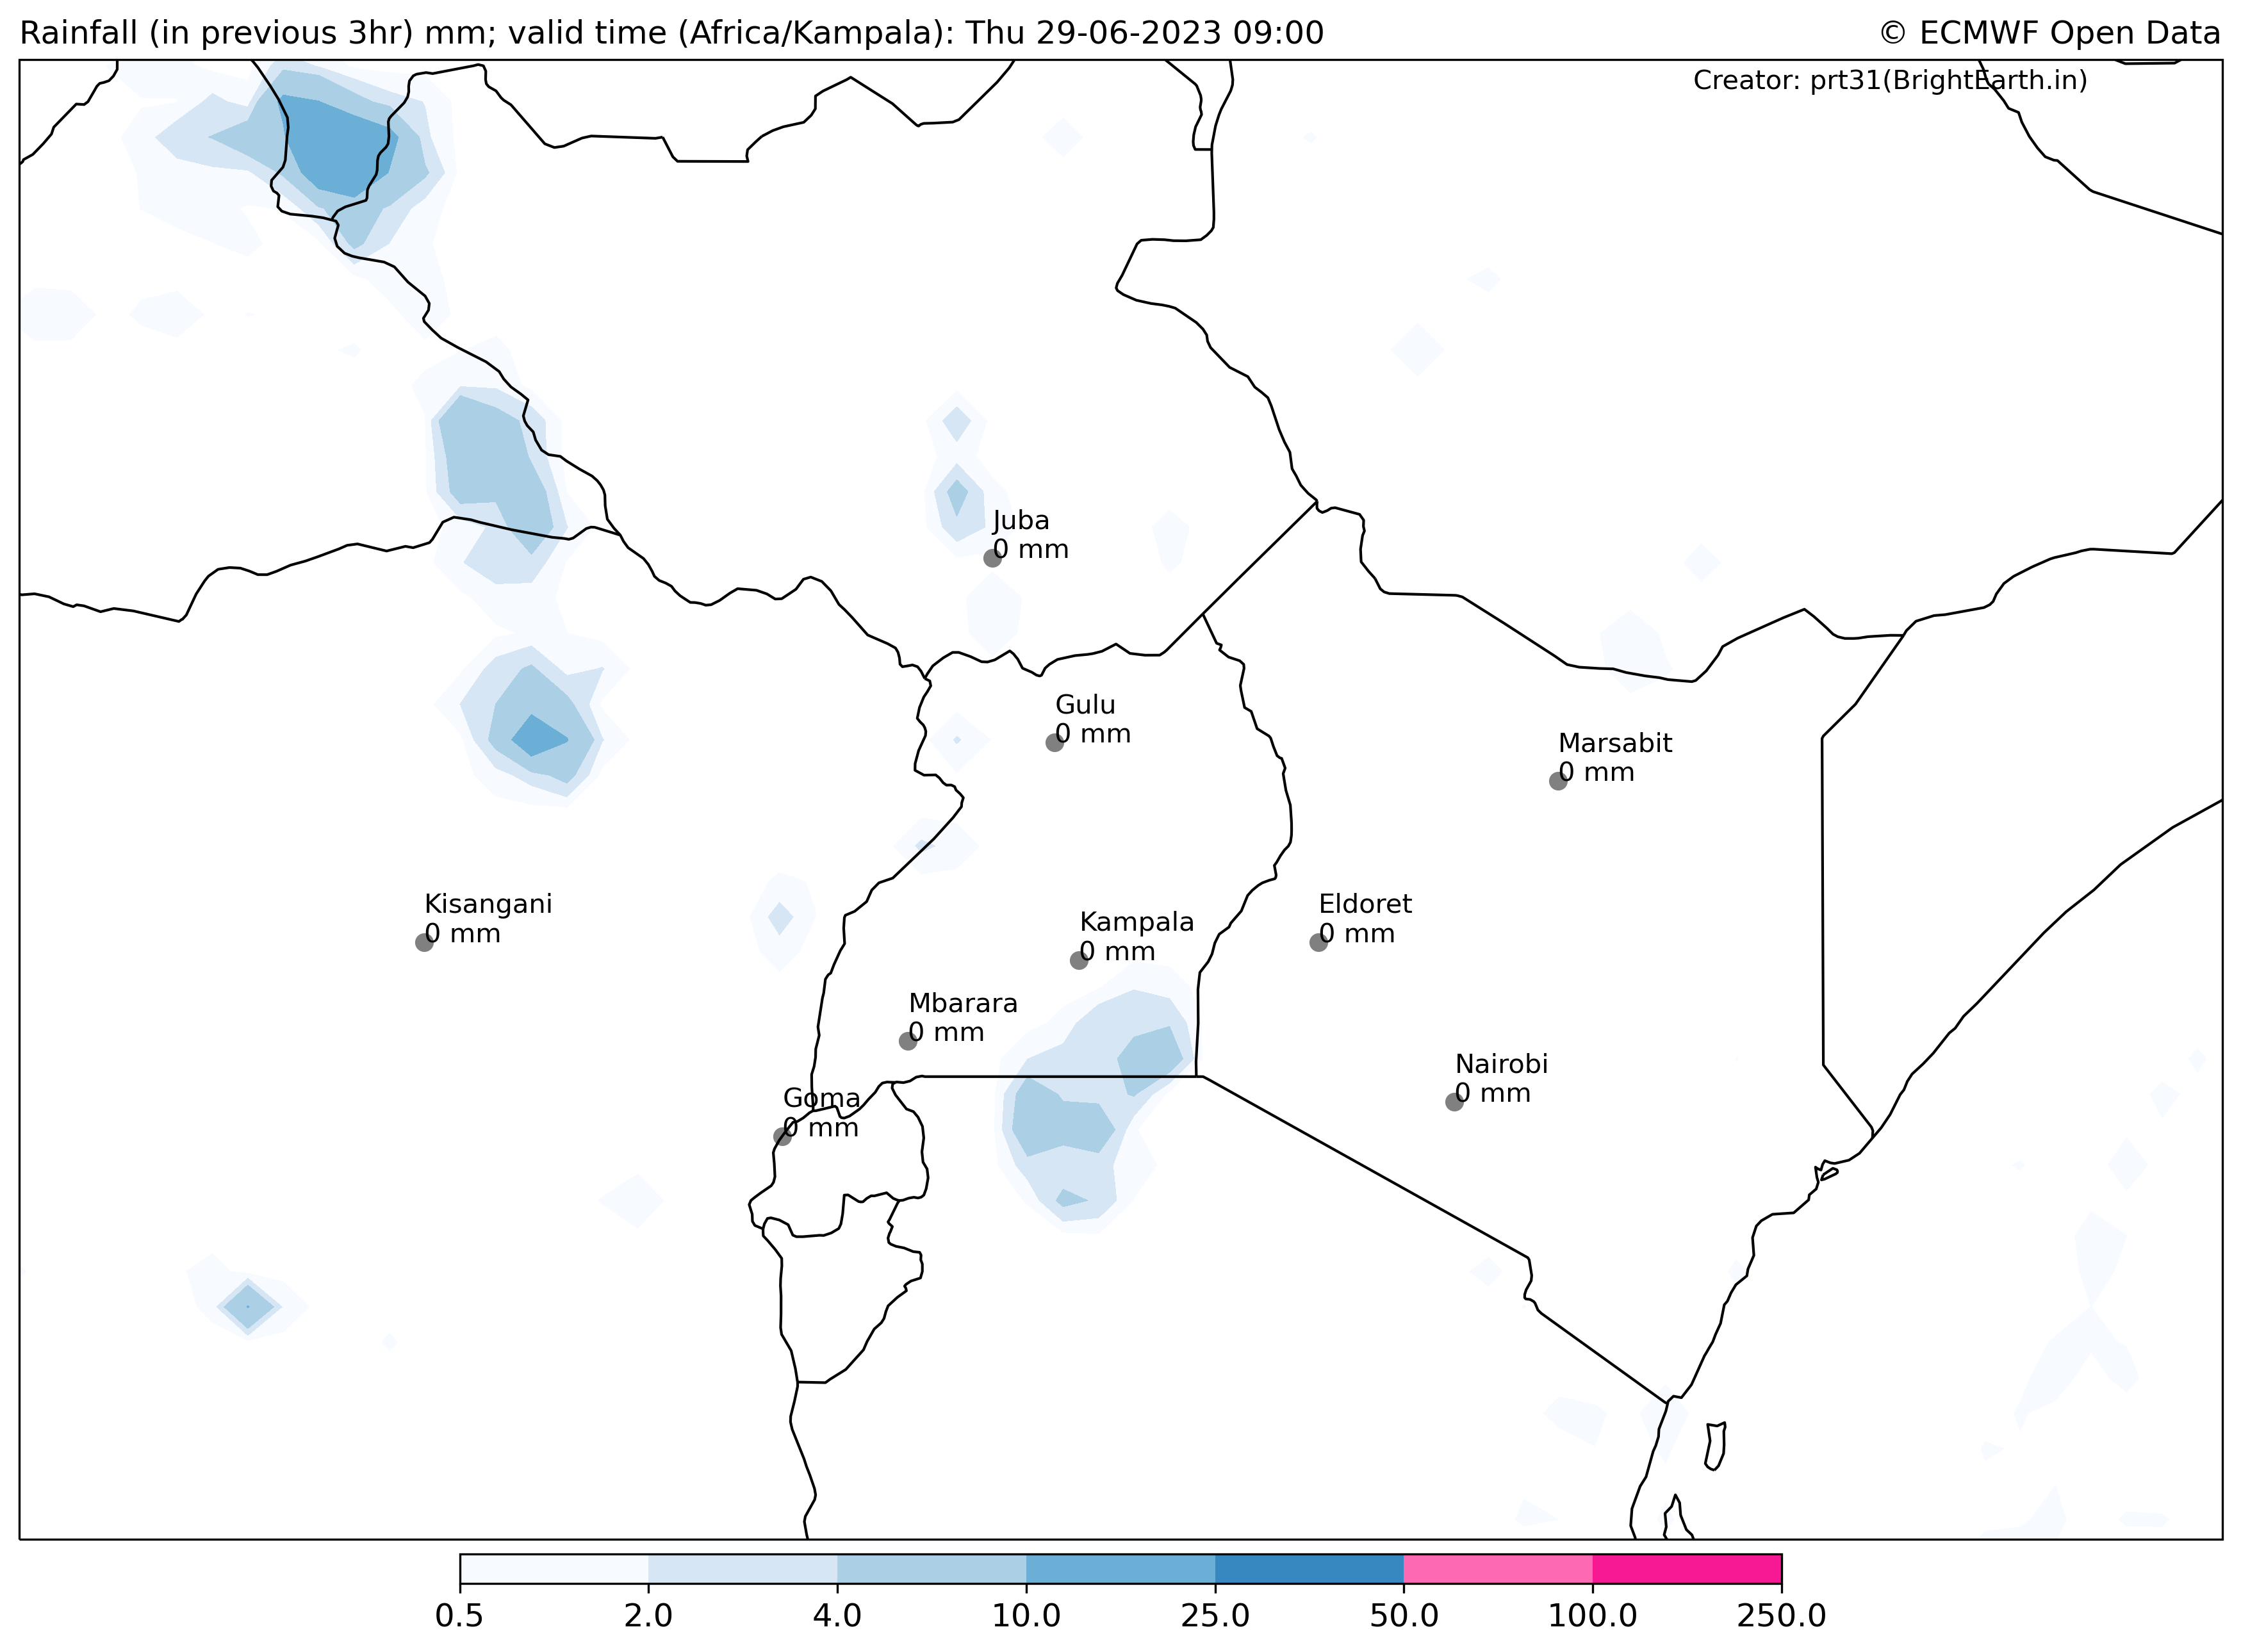 Rainfall (in previous 3hr) mm; valid time (Africa/Kampala): Thu 29-06-2023 09:00
© ECMWF Open Data
Creator: prt31(BrightEarth.in)
Juba
0 mm
Gulu
0 mm
Marsabit
0 mm
Kisangani
0 mm
Kampala
0 mm
Eldoret
0 mm
Mbarara
0 mm
Nairobi
0 mm
Goma
0 mm
0.5 2.0 4.0 10.0 25.0 50.0 100.0 250.0